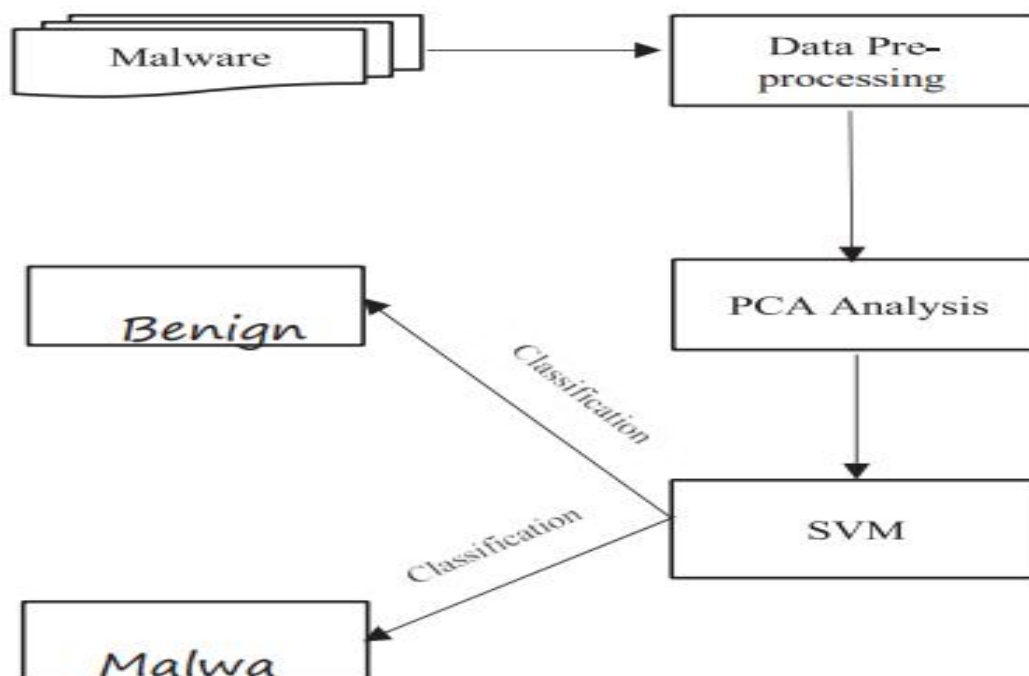 Malware
Data Pre-
processing
PCA Analysis
Benign
Classification
Classification
SVM
Malwa